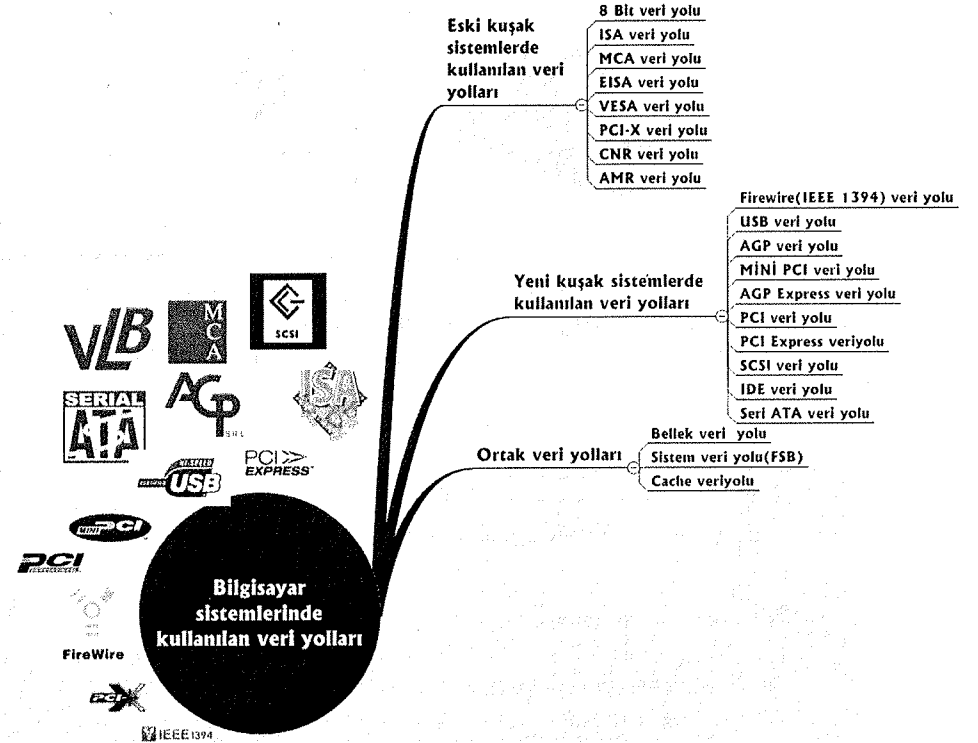 Eski kuşak
sistemlerde
kullanılan veri
yolları
8 Bit veri yolu
ISA veri yolu
MCA veri yolu
EISA veri yolu
VESA veri yolu
PCI-X veri yolu
CNR veri yolu
AMR veri yolu
Yeni kuşak sistemlerde
kullanılan veri yolları
Firewire(IEEE 1394) veri yolu
USB veri yolu
AGP veri yolu
MİNİ PCI veri yolu
AGP Express veri yolu
PCI veri yolu
PCI Express veriyolu
SCSI veri yolu
IDE veri yolu
Seri ATA veri yolu
Ortak veri yolları
Bellek veri yolu
Sistem veri yolu(FSB)
Cache veriyolu
VLB
MCA
SCSI
SERIAL
ATA
AGP
SRL
ISA
HI-SPEED
USB
PCI
EXPRESS
MINI PCI
PCI
FireWire
PCI-X
IEEE 1394
Bilgisayar
sistemlerinde
kullanılan veri yolları